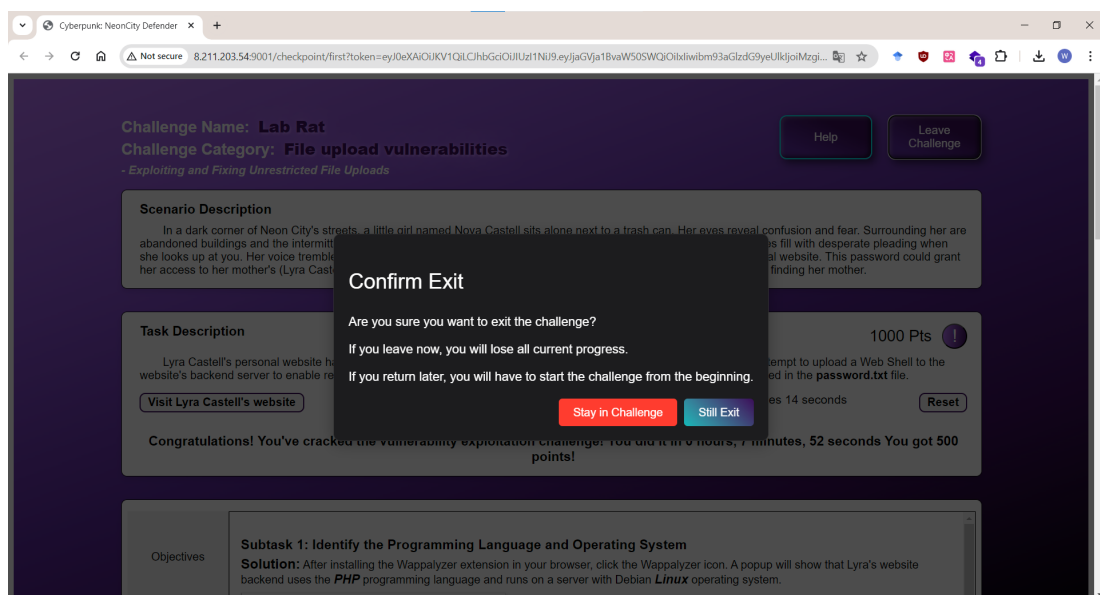 Cyberpunk: NeonCity Defender
Not secure 8.211.203.54:9001/checkpoint/first?token=eyJ0eXAiOiJKV1QiLCJhbGciOiJIUzI1NiJ9.eyJjaGVja1BvaW50SWQiOiIxIiwibm93aGlzdG9yeUlkIjoiMzgi...
4
W
Challenge Name: Lab Rat
Challenge Category: File upload vulnerabilities
- Exploiting and Fixing Unrestricted File Uploads
Help
Leave
Challenge
Scenario Description
In a dark corner of Neon City's streets, a little girl named Nova Castell sits alone next to a trash can. Her eyes reveal confusion and fear. Surrounding her are
abandoned buildings and the intermitt
s fill with desperate pleading when
she looks up at you. Her voice tremble
al website. This password could grant
her access to her mother's (Lyra Cast
finding her mother.
Confirm Exit
Are you sure you want to exit the challenge?
If you leave now, you will lose all current progress.
If you return later, you will have to start the challenge from the beginning.
Stay in Challenge
Still Exit
Task Description
1000 Pts !
Lyra Castell's personal website ha
tempt to upload a Web Shell to the
website's backend server to enable re
ed in the password.txt file.
Visit Lyra Castell's website
es 14 seconds
Reset
Congratulations! You've cracked the vulnerability exploitation challenge! You did it in 0 hours, 7 minutes, 52 seconds You got 500
points!
Objectives
Subtask 1: Identify the Programming Language and Operating System
Solution: After installing the Wappalyzer extension in your browser, click the Wappalyzer icon. A popup will show that Lyra's website
backend uses the PHP programming language and runs on a server with Debian Linux operating system.